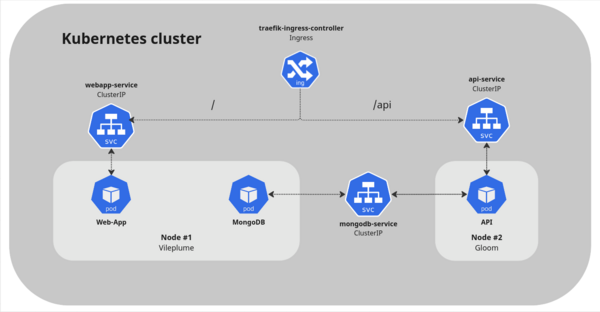 traefik-ingress-controller
Ingress
Kubernetes cluster
ing
webapp-service
ClusterIP
api-service
ClusterIP
/
/api
svc
svc
pod
Web-App
pod
MongoDB
svc
mongodb-service
ClusterIP
pod
API
Node #1
Vileplume
Node #2
Gloom